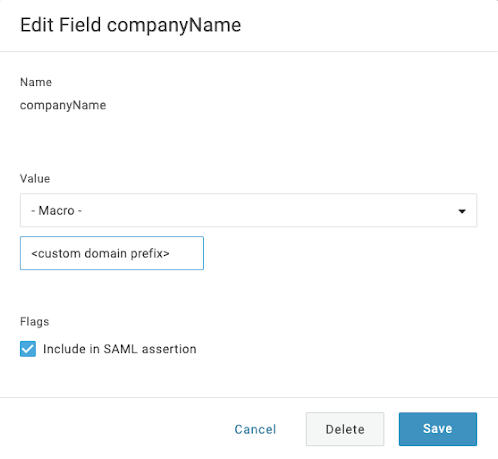 Edit Field companyName
Name
companyName
Value
- Macro -
<custom domain prefix>
Flags
Include in SAML assertion
Cancel
Delete
Save